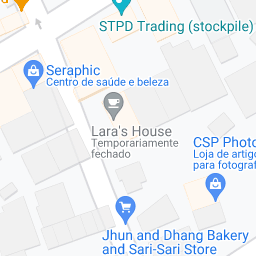 STPD Trading (stockpile)
Seraphic
Centro de saúde e beleza
Lara's House
Temporariamente
fechado
CSP Photo
Loja de artig
para fotograf
Jhun and Dhang Bakery
and Sari-Sari Store